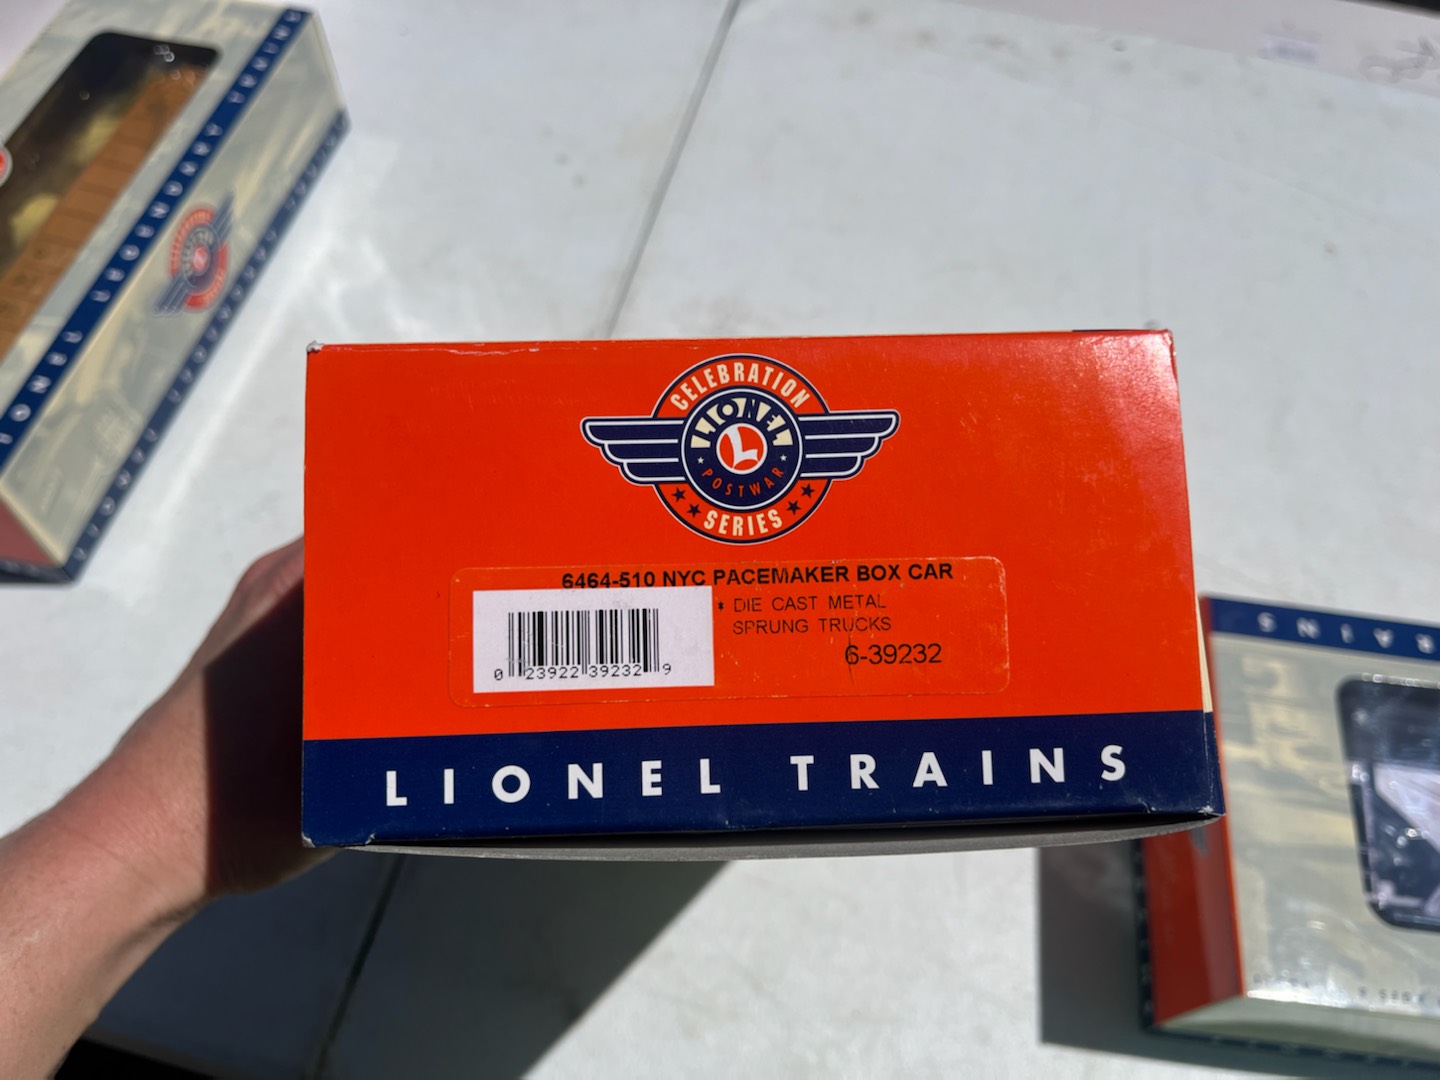 CELEBRATION
LIONEL
L
POSTWAR
SERIES
6464-510 NYC PACEMAKER BOX CAR
* DIE CAST METAL
SPRUNG TRUCKS
6-39232
0 23922 39232 9
LIONEL TRAINS